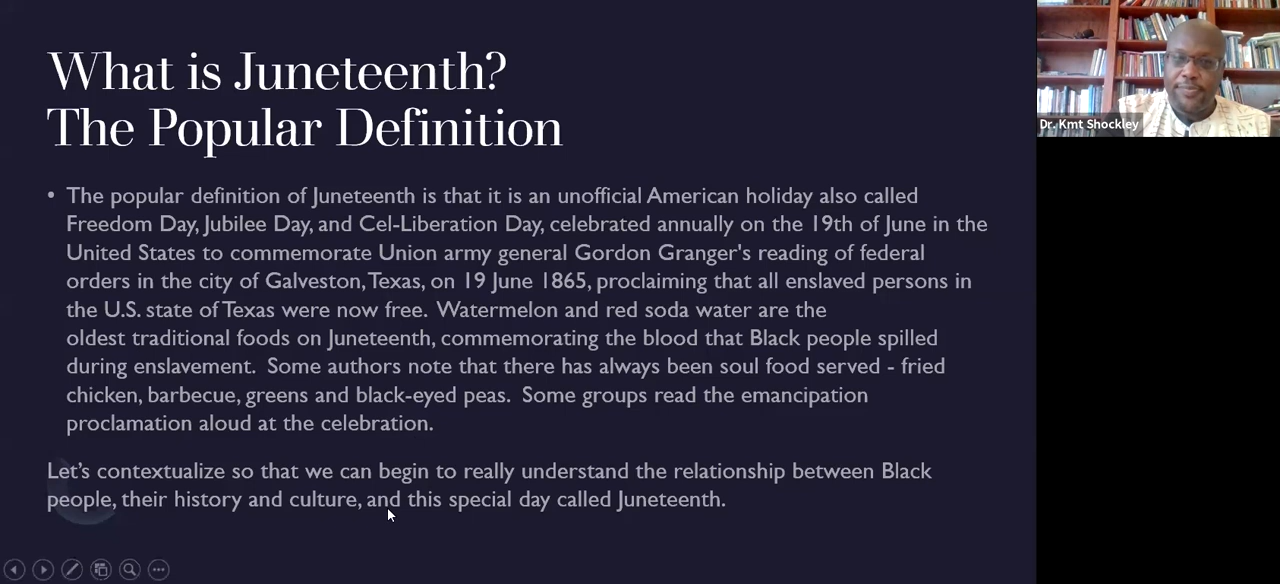 What is Juneteenth?
The Popular Definition
• The popular definition of Juneteenth is that it is an unofficial American holiday also called
Freedom Day, Jubilee Day, and Cel-Liberation Day, celebrated annually on the 19th of June in the
United States to commemorate Union army general Gordon Granger's reading of federal
orders in the city of Galveston, Texas, on 19 June 1865, proclaiming that all enslaved persons in
the U.S. state of Texas were now free. Watermelon and red soda water are the
oldest traditional foods on Juneteenth, commemorating the blood that Black people spilled
during enslavement. Some authors note that there has always been soul food served - fried
chicken, barbecue, greens and black-eyed peas. Some groups read the emancipation
proclamation aloud at the celebration.
Let's contextualize so that we can begin to really understand the relationship between Black
people, their history and culture, and this special day called Juneteenth.
Dr. Kmt Shockley